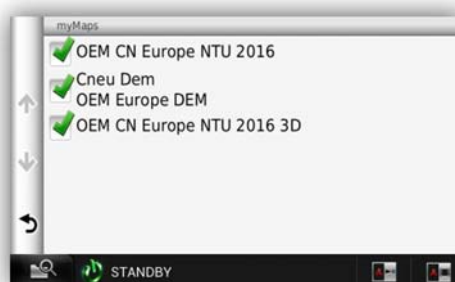 myMaps
OEM CN Europe NTU 2016
Cneu Dem
OEM Europe DEM
OEM CN Europe NTU 2016 3D
STANDBY